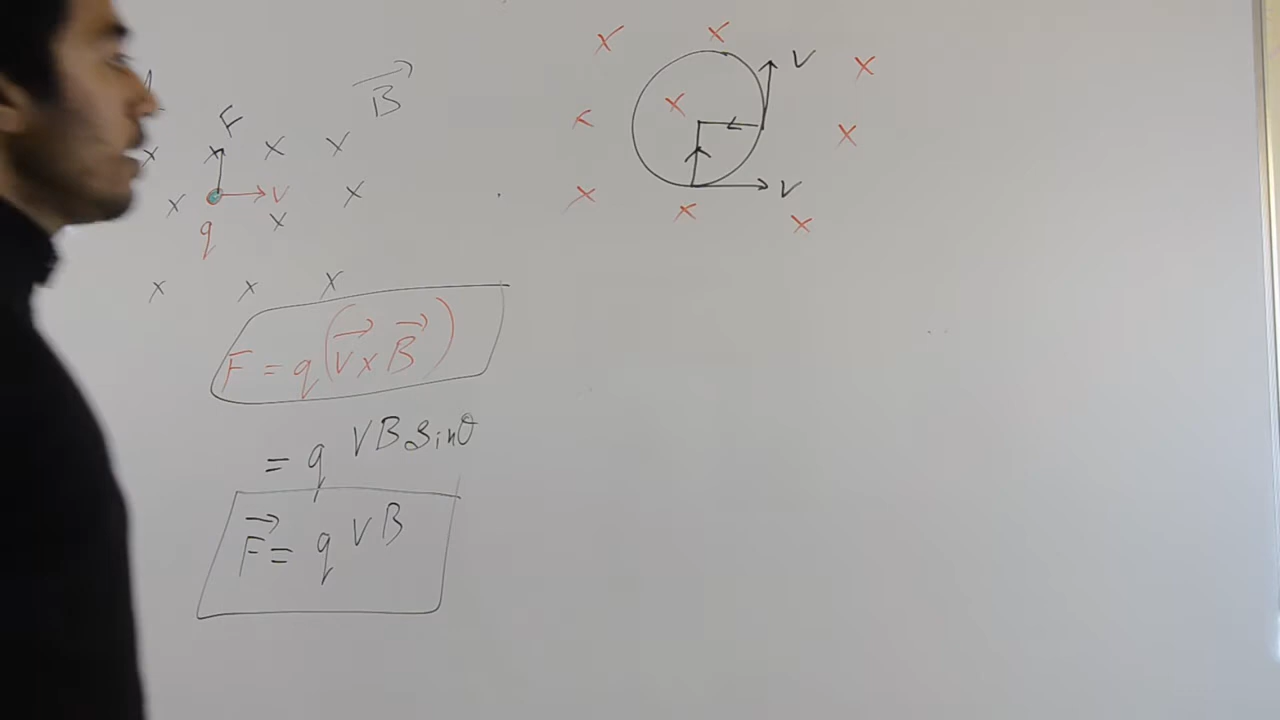 B
F
V
q
V
V
F = q(V x B)
= q VB Sinθ
F = q VB